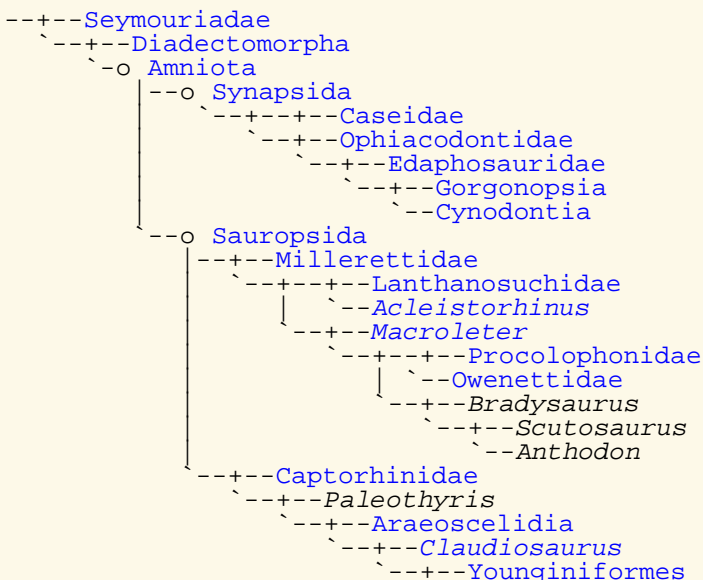 --+--Seymouriadae
  `--+--Diadectomorpha
     `-o Amniota
       |--o Synapsida
       |  `--+--+--Caseidae
       |     `--+--Ophiacodontidae
       |        `--+--Edaphosauridae
       |           `--+--Gorgonopsia
       |              `--Cynodontia
       `--o Sauropsida
          |--+--Millerettidae
          |  `--+--+--Lanthanosuchidae
          |     |  `--Acleistorhinus
          |     `--+--Macroleter
          |        `--+--+--Procolophonidae
          |           |  `--Owenettidae
          |           `--+--Bradysaurus
          |              `--+--Scutosaurus
          |                 `--Anthodon
          `--+--Captorhinidae
             `--+--Paleothyris
                `--+--Araeoscelidia
                   `--+--Claudiosaurus
                      `--+--Younginiformes